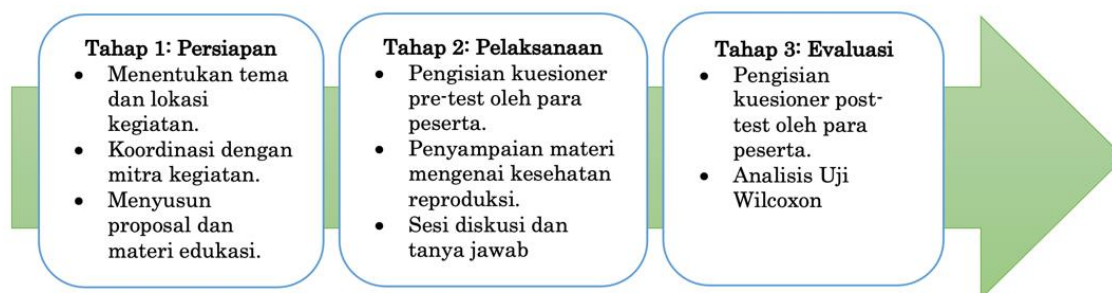 Tahap 1: Persiapan
• Menentukan tema
dan lokasi
kegiatan.
• Koordinasi dengan
mitra kegiatan.
• Menyusun
proposal dan
materi edukasi.
Tahap 2: Pelaksanaan
• Pengisian kuesioner
pre-test oleh para
peserta.
• Penyampaian materi
mengenai kesehatan
reproduksi.
• Sesi diskusi dan
tanya jawab
Tahap 3: Evaluasi
• Pengisian
kuesioner post-
test oleh para
peserta.
• Analisis Uji
Wilcoxon